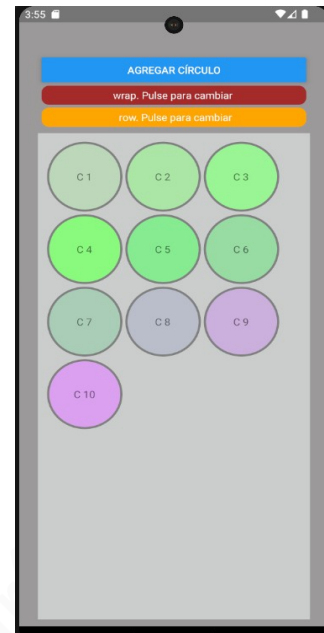 3:55
AGREGAR CÍRCULO
wrap. Pulse para cambiar
row. Pulse para cambiar
C 1 C 2 C 3
C 4 C 5 C 6
C 7 C 8 C 9
C 10